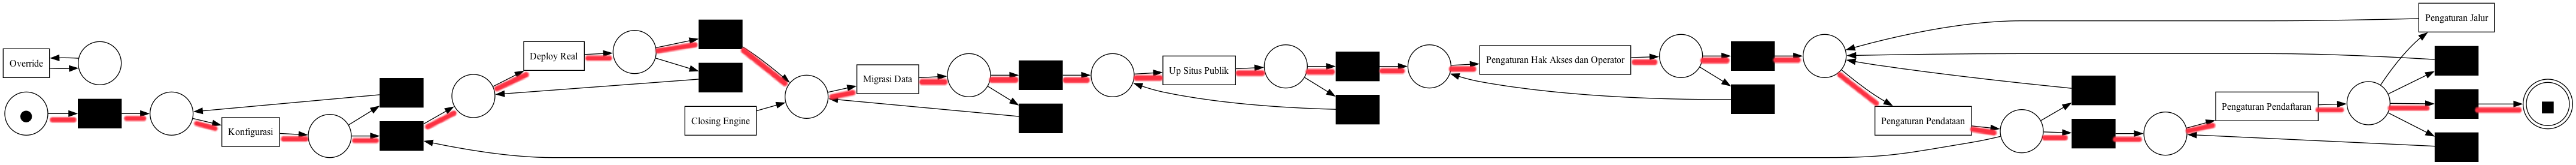 Override
Konfigurasi
Deploy Real
Closing Engine
Migrasi Data
Up Situs Publik
Pengaturan Hak Akses dan Operator
Pengaturan Pendataan
Pengaturan Pendaftaran
Pengaturan Jalur